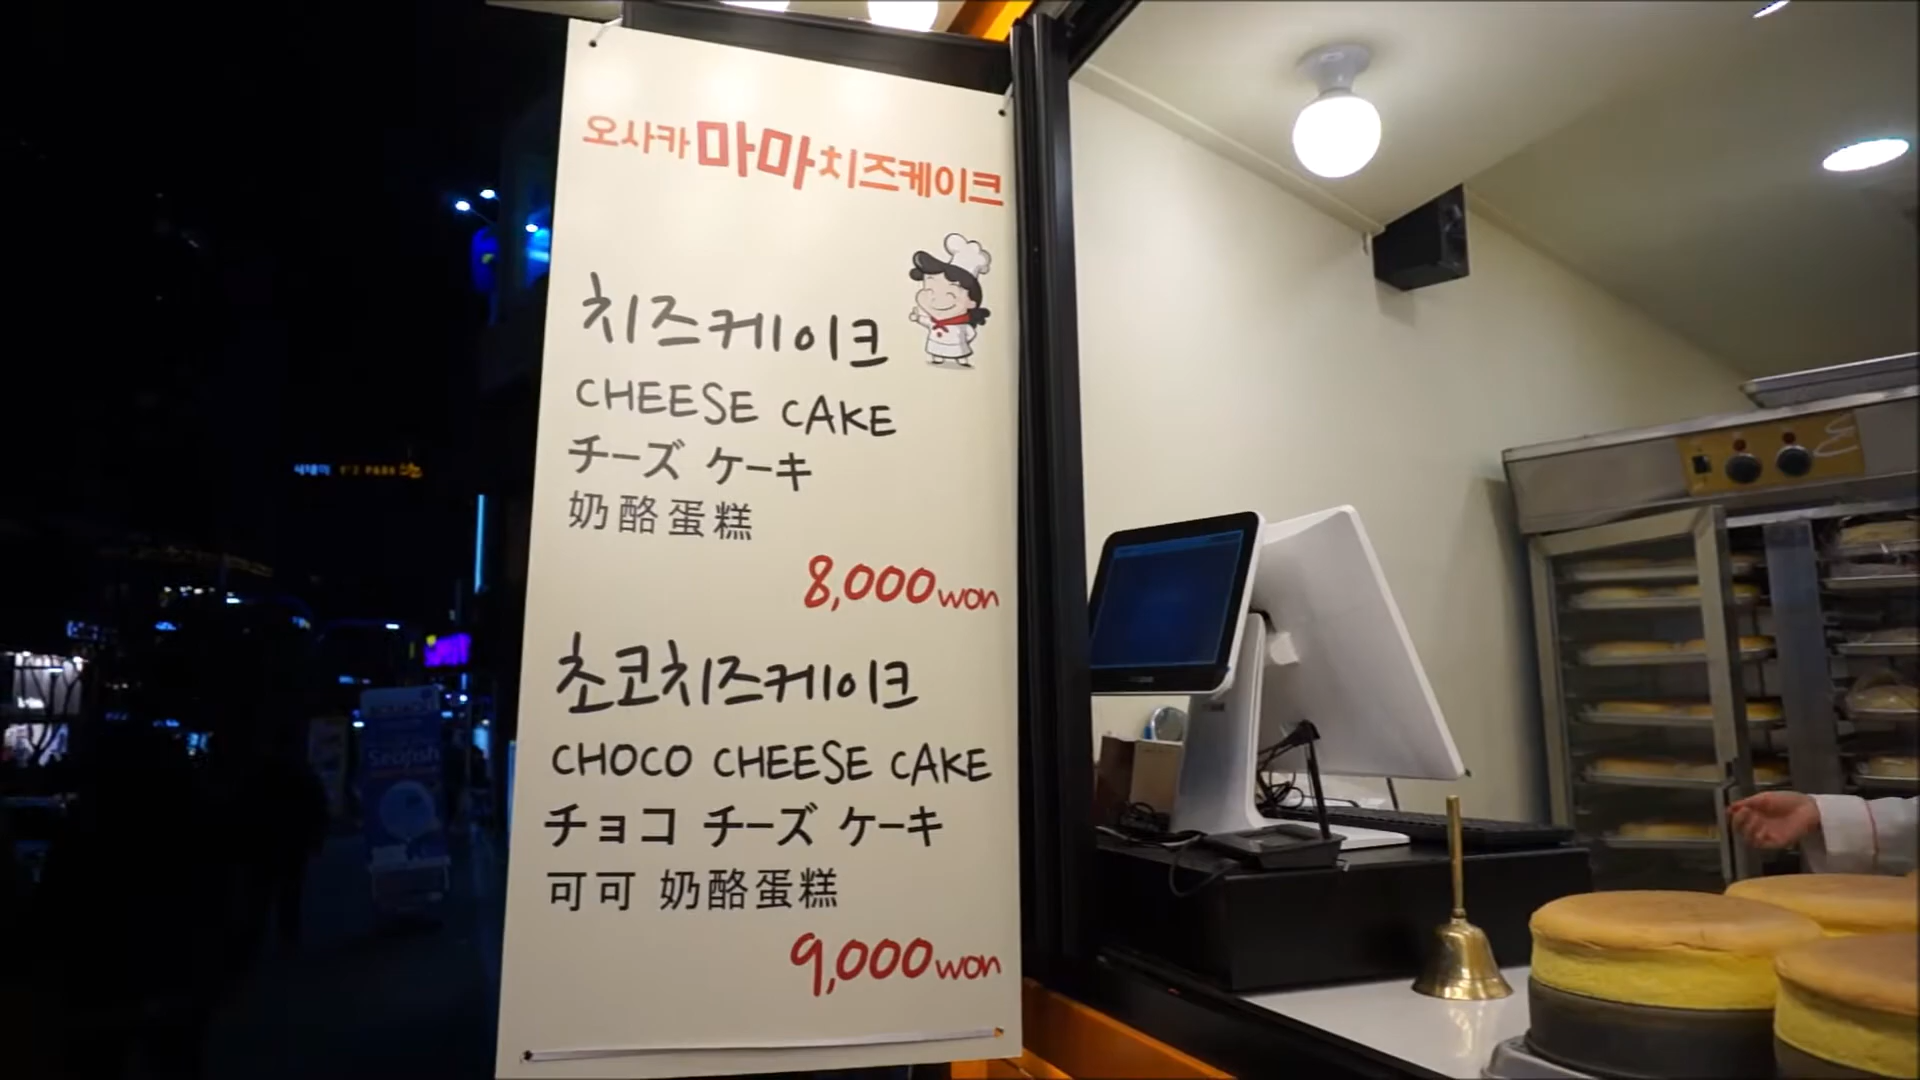 오사카 마마 치즈케이크
치즈케이크
CHEESE CAKE
チーズ ケーキ
奶酪蛋糕
8,000won
초코치즈케이크
CHOCO CHEESE CAKE
チョコ チーズ ケーキ
可可 奶酪蛋糕
9,000won